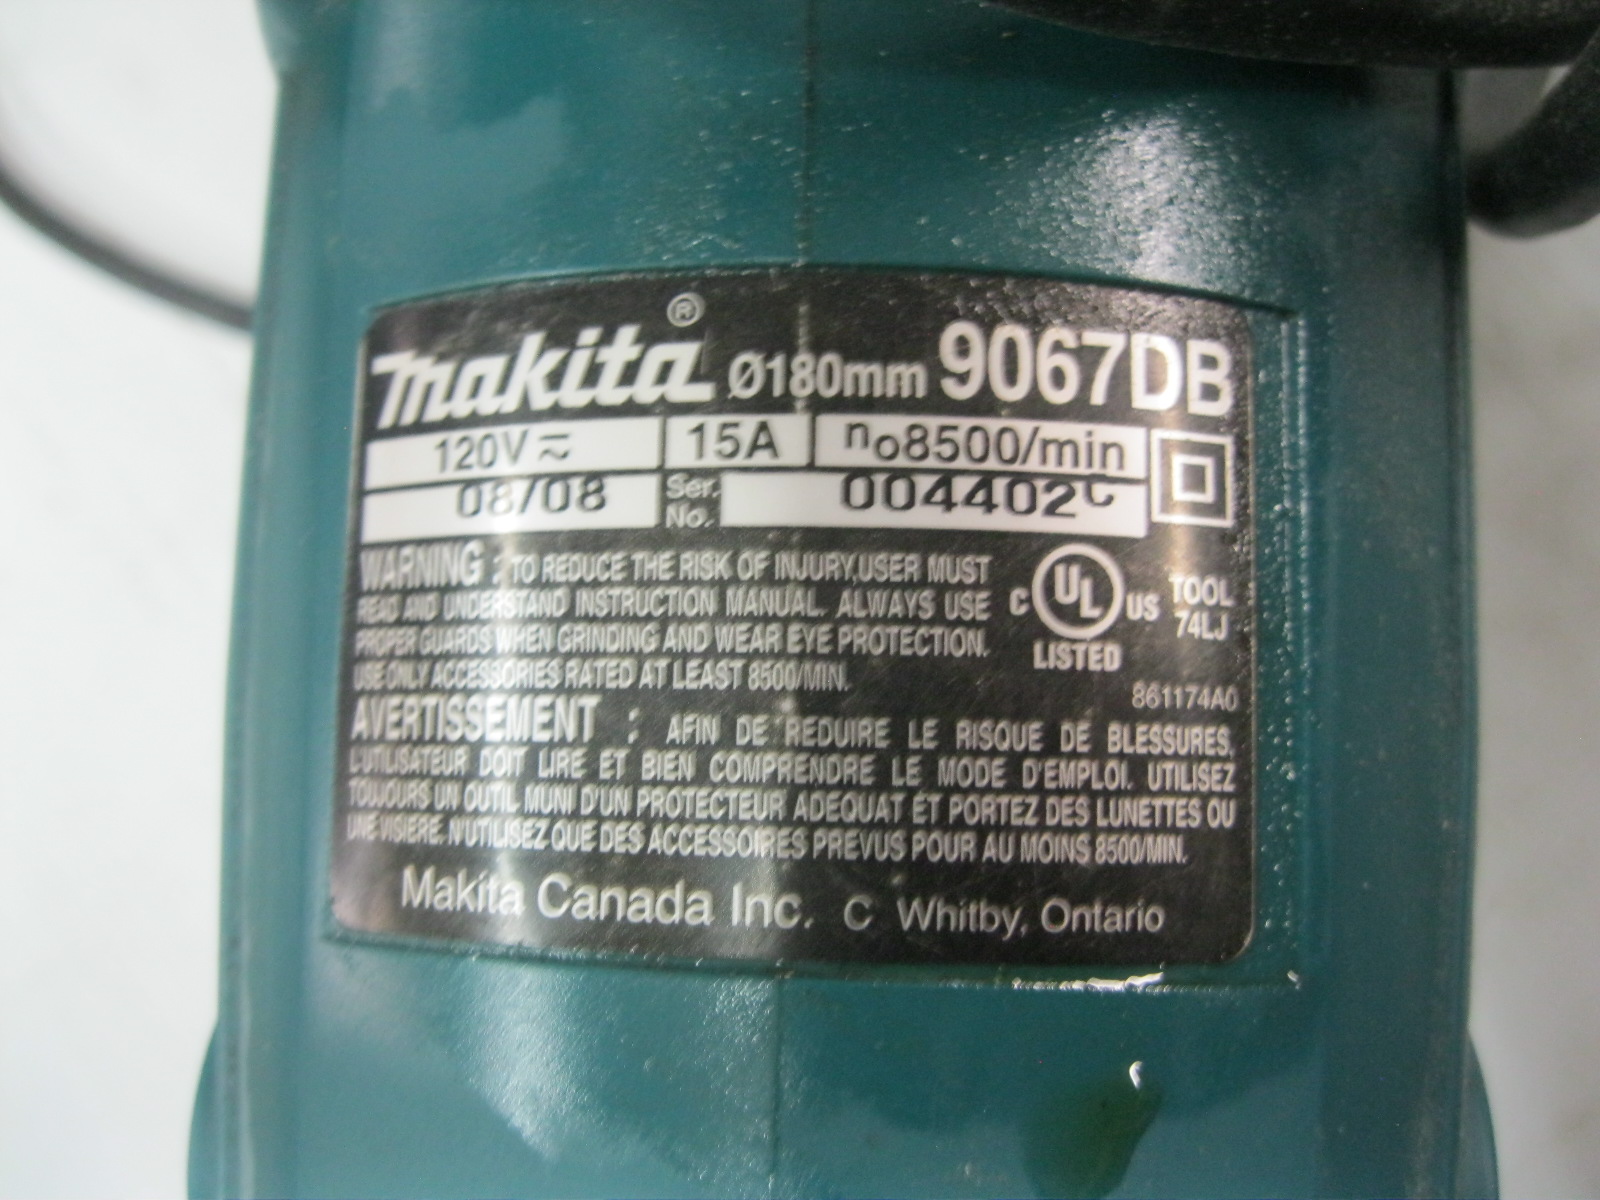 makita® Ø180mm 9067DB
120V ⎓∼ 15A n₀8500/min
08/08 Ser. No. 004402C
WARNING : TO REDUCE THE RISK OF INJURY,USER MUST
READ AND UNDERSTAND INSTRUCTION MANUAL. ALWAYS USE
PROPER GUARDS WHEN GRINDING AND WEAR EYE PROTECTION.
USE ONLY ACCESSORIES RATED AT LEAST 8500/MIN.
C UL US
LISTED
TOOL
74LJ
861174A0
AVERTISSEMENT : AFIN DE REDUIRE LE RISQUE DE BLESSURES,
L'UTILISATEUR DOIT LIRE ET BIEN COMPRENDRE LE MODE D'EMPLOI. UTILISEZ
TOUJOURS UN OUTIL MUNI D'UN PROTECTEUR ADEQUAT ET PORTEZ DES LUNETTES OU
UNE VISIERE. N'UTILISEZ QUE DES ACCESSOIRES PREVUS POUR AU MOINS 8500/MIN.
Makita Canada Inc. C Whitby, Ontario